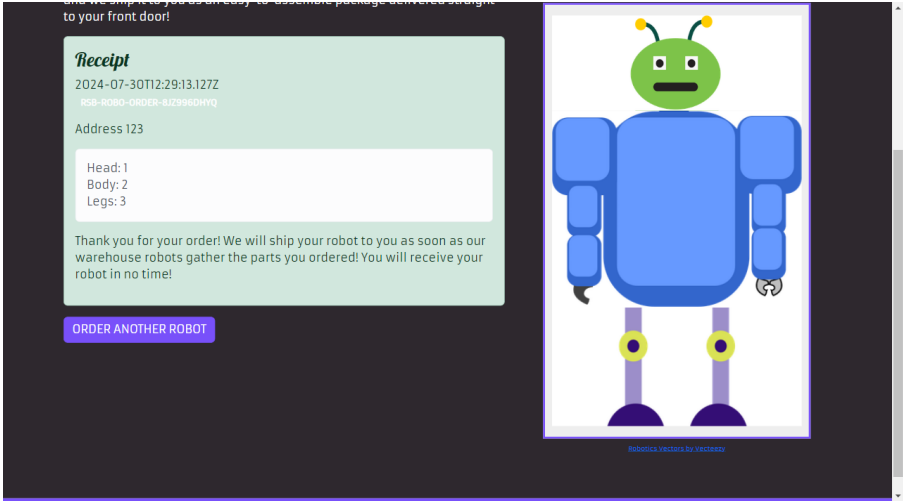 and we ship it to you as an easy-to-assemble package delivered straight
to your front door!
Receipt
2024-07-30T12:29:13.127Z
RSB-ROBO-ORDER-8JZ996DHYQ
Address 123
Head: 1
Body: 2
Legs: 3
Thank you for your order! We will ship your robot to you as soon as our
warehouse robots gather the parts you ordered! You will receive your
robot in no time!
ORDER ANOTHER ROBOT
Robotics Vectors by Vecteezy